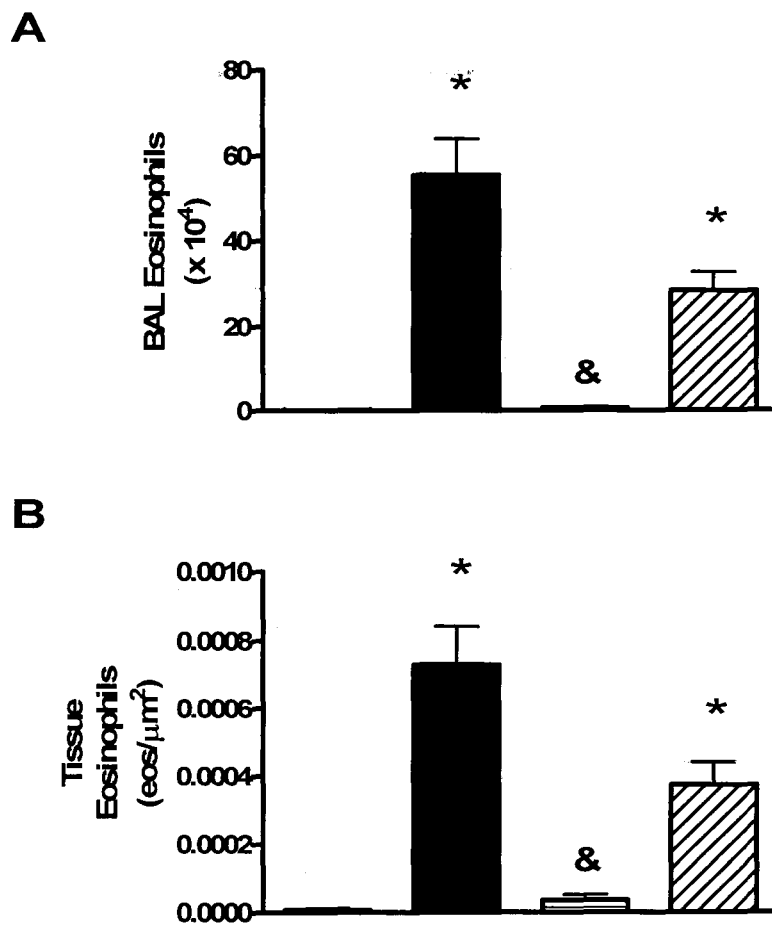 A
BAL Eosinophils
(x 10⁴)
80
60
40
20
0
*
&
*
B
Tissue
Eosinophils
(eos/μm²)
0.0010
0.0008
0.0006
0.0004
0.0002
0.0000
*
&
*